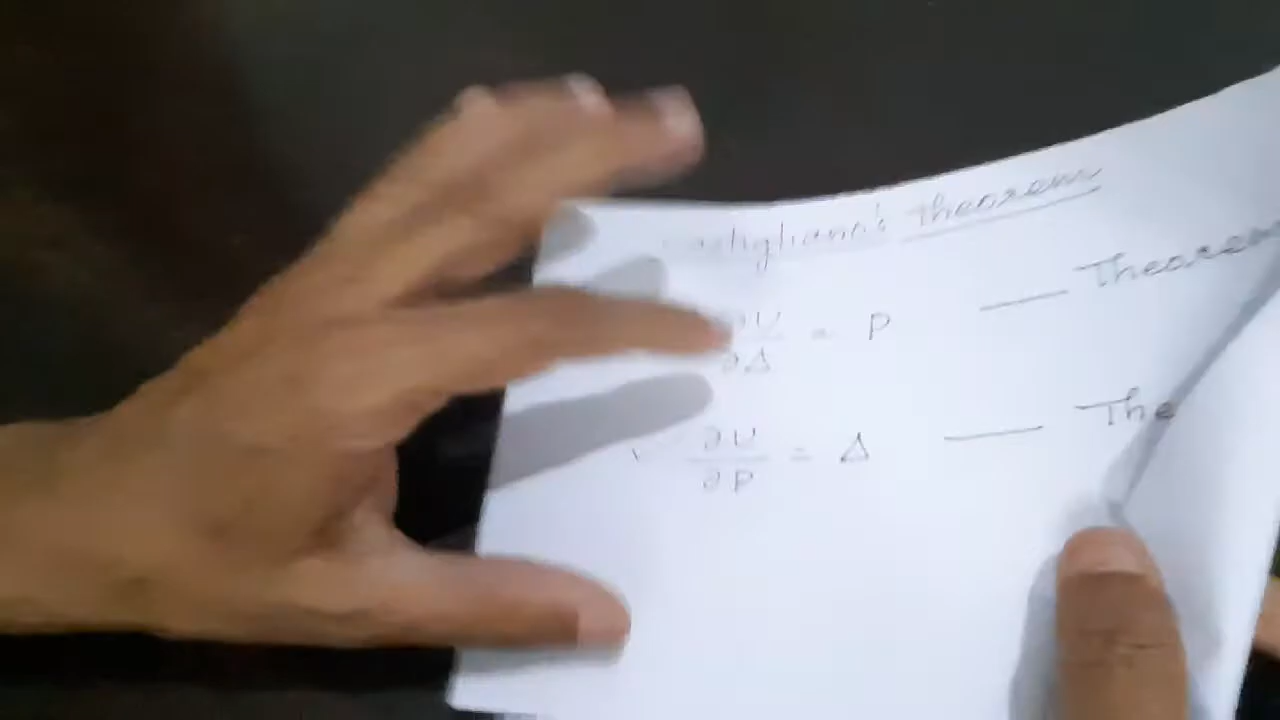 Theorem
∂U/∂Δ = P — Theorem
✓ ∂U/∂P = Δ — The